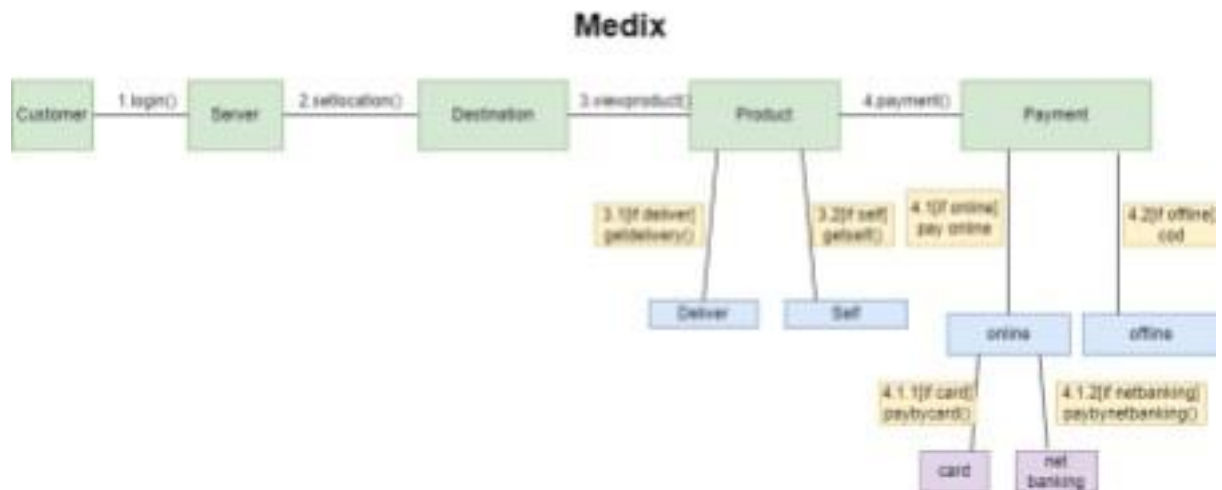 Medix
Customer
1.login()
Server
2.setlocation()
Destination
3.viewproduct()
Product
4.payment()
Payment
3.1[if deliver]
getdelivery()
3.2[if self]
getself()
4.1[if online]
pay online
4.2[if offline]
cod
Deliver
Self
online
offline
4.1.1[if card]
paybycard()
4.1.2[if netbanking]
paybynetbanking()
card
net
banking